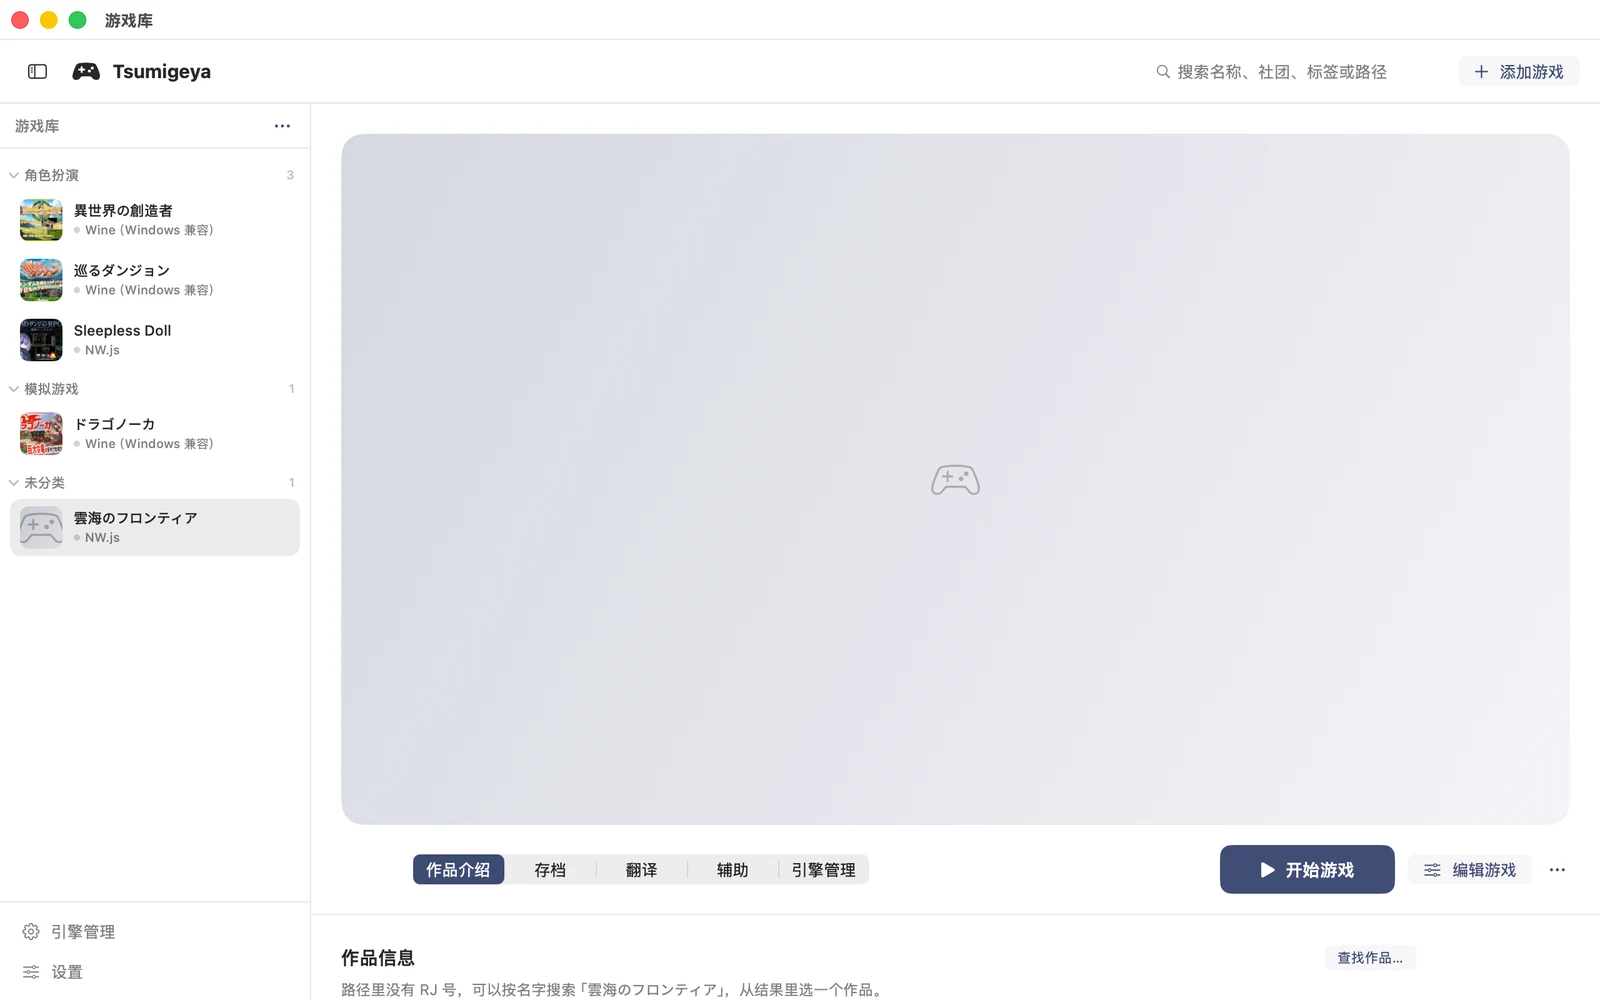 游戏库
Tsumigeya
搜索名称、社团、标签或路径
添加游戏
游戏库
角色扮演 3
異世界の創造者
Wine (Windows 兼容)
巡るダンジョン
Wine (Windows 兼容)
Sleepless Doll
NW.js
模拟游戏 1
ドラゴノーカ
Wine (Windows 兼容)
未分类 1
雲海のフロンティア
NW.js
引擎管理
设置
作品介绍 存档 翻译 辅助 引擎管理
开始游戏
编辑游戏
作品信息
查找作品...
路径里没有 RJ 号，可以按名字搜索「雲海のフロンティア」，从结果里选一个作品。